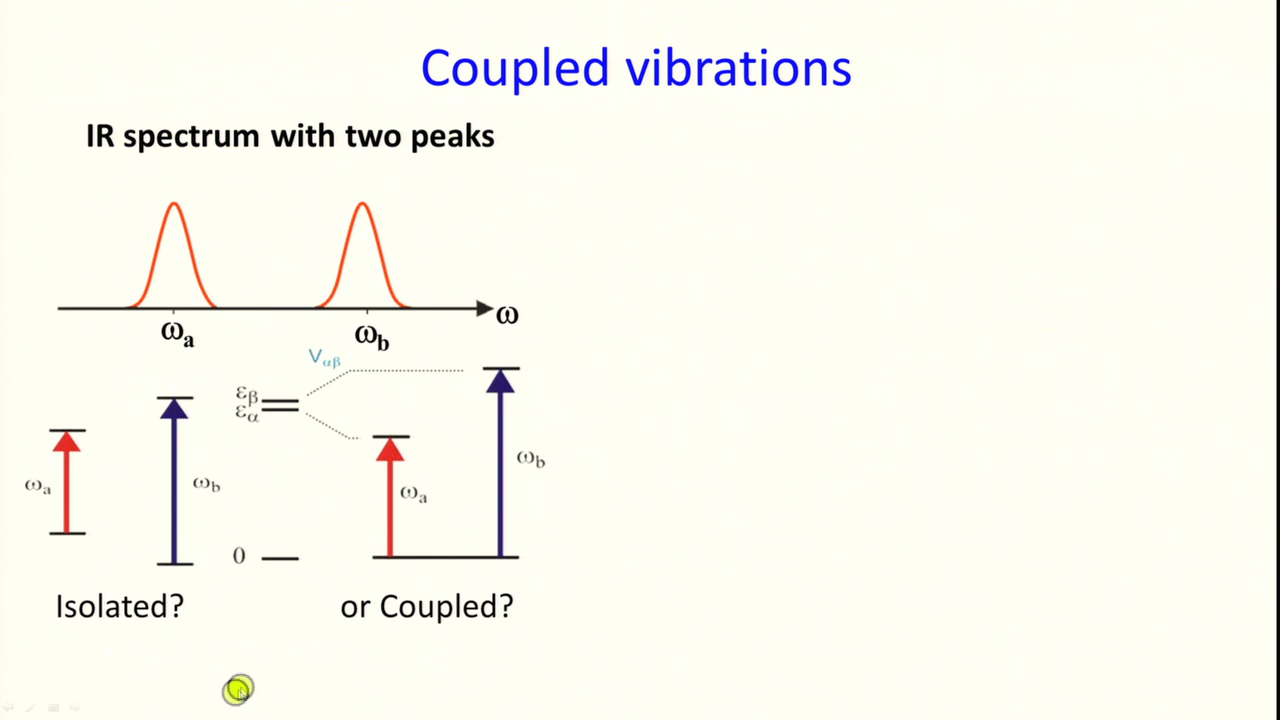 Coupled vibrations
IR spectrum with two peaks
ω
ωa
ωb
Vαβ
εβ
εα
ωa
ωb
ωa
ωb
0
Isolated?
or Coupled?